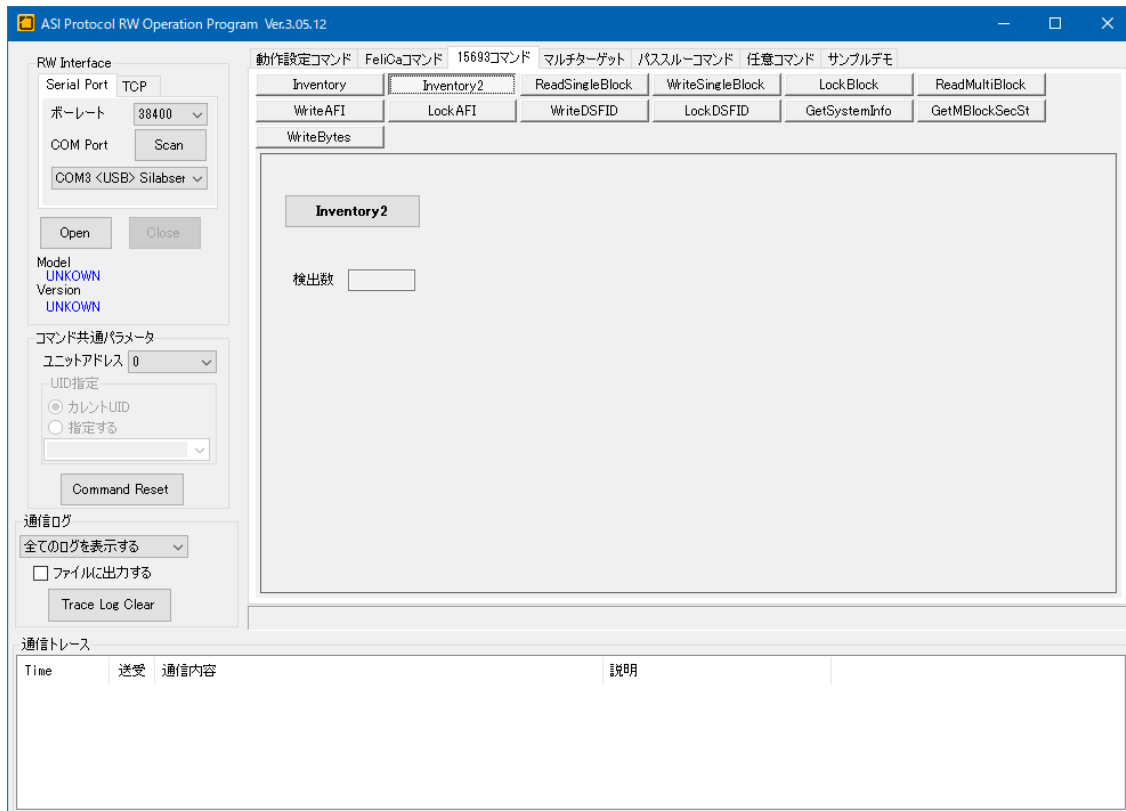 ASI Protocol RW Operation Program Ver.3.05.12
RW Interface
Serial Port TCP
ボーレート 38400
COM Port Scan
COM3 <USB> Silabser
Open Close
Model
UNKOWN
Version
UNKOWN
コマンド共通パラメータ
ユニットアドレス 0
UID指定
カレントUID
指定する
Command Reset
通信ログ
全てのログを表示する
ファイルに出力する
Trace Log Clear
動作設定コマンド FeliCaコマンド 15693コマンド マルチターゲット パススルーコマンド 任意コマンド サンプルデモ
Inventory Inventory2 ReadSingleBlock WriteSingleBlock LockBlock ReadMultiBlock
WriteAFI LockAFI WriteDSFID LockDSFID GetSystemInfo GetMBlockSecSt
WriteBytes
Inventory2
検出数
通信トレース
Time 送受 通信内容 説明